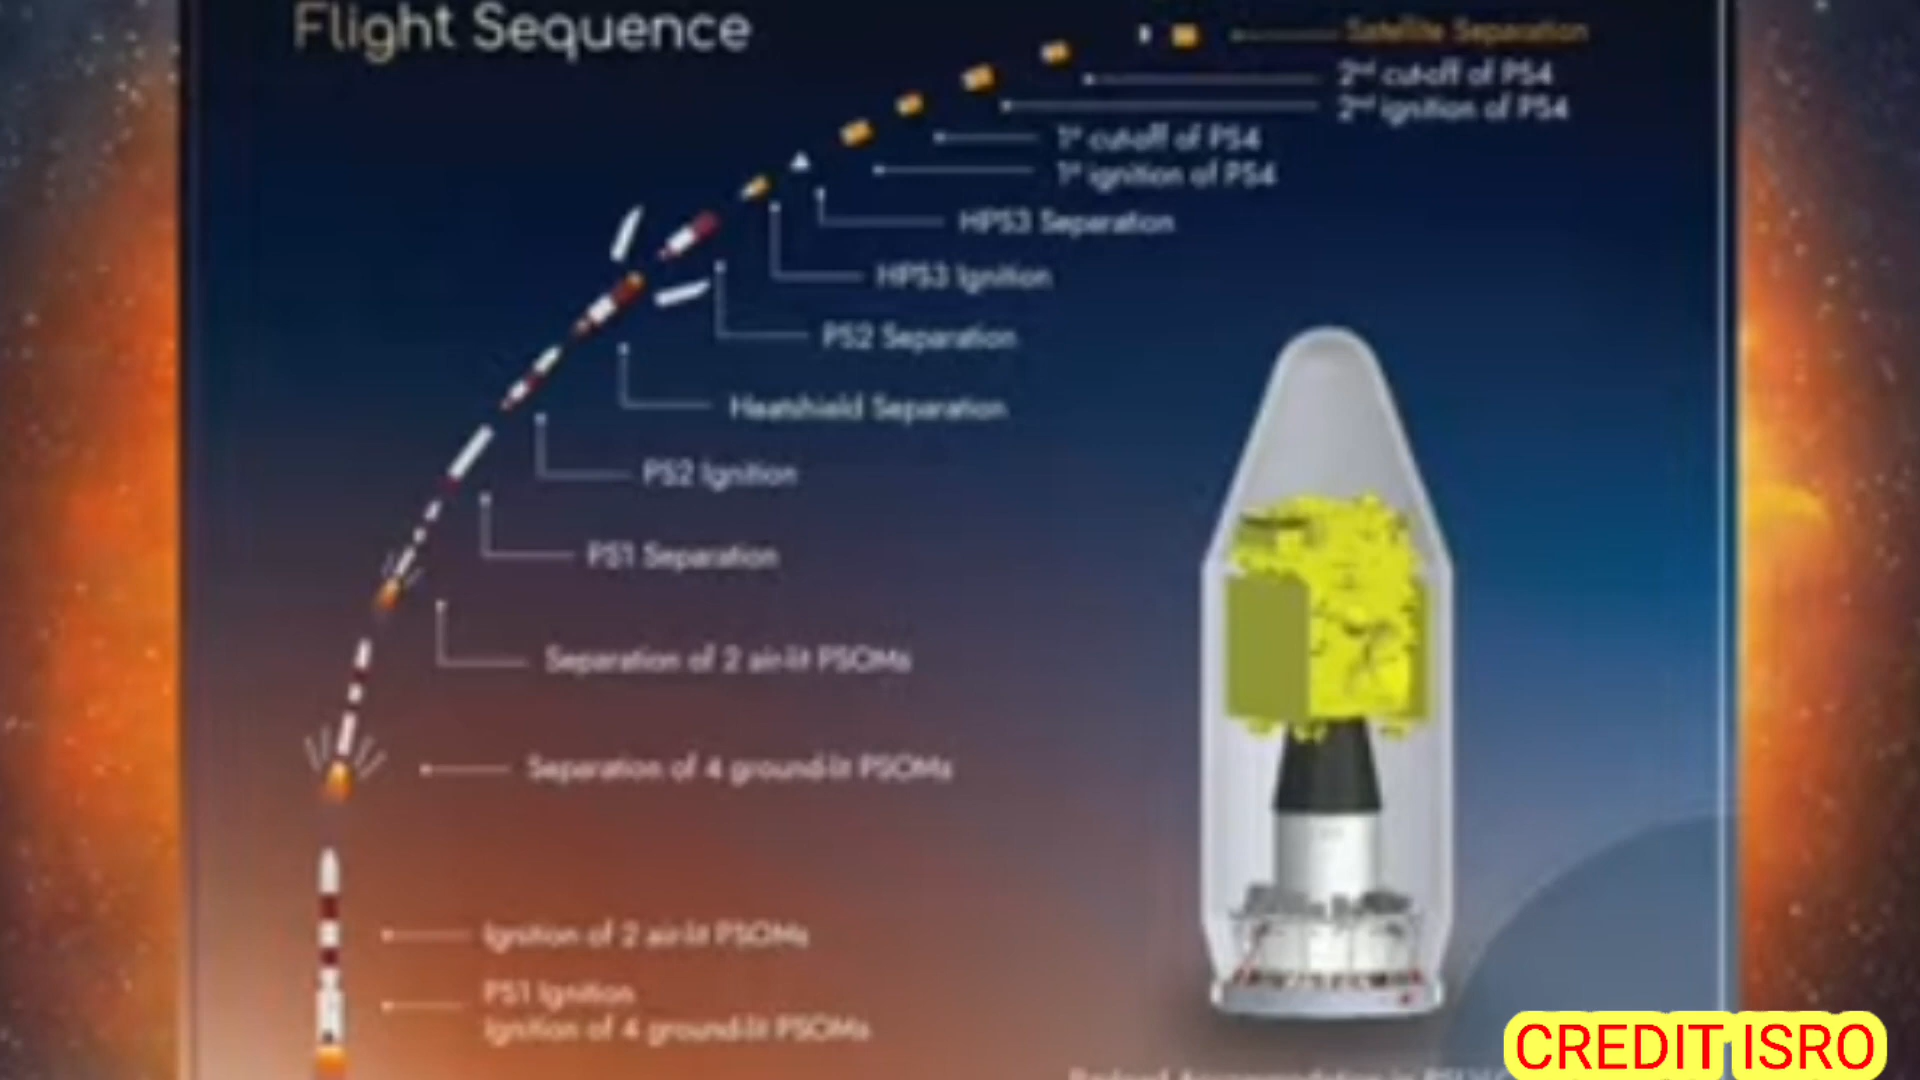 Flight Sequence
Satellite Separation
2nd cut-off of PS4
2nd ignition of PS4
1st cut-off of PS4
1st ignition of PS4
HPS3 Separation
HPS3 Ignition
PS2 Separation
Heatshield Separation
PS2 Ignition
PS1 Separation
Separation of 2 air-lit PSOMs
Separation of 4 ground-lit PSOMs
Ignition of 2 air-lit PSOMs
PS1 Ignition
Ignition of 4 ground-lit PSOMs
CREDIT ISRO